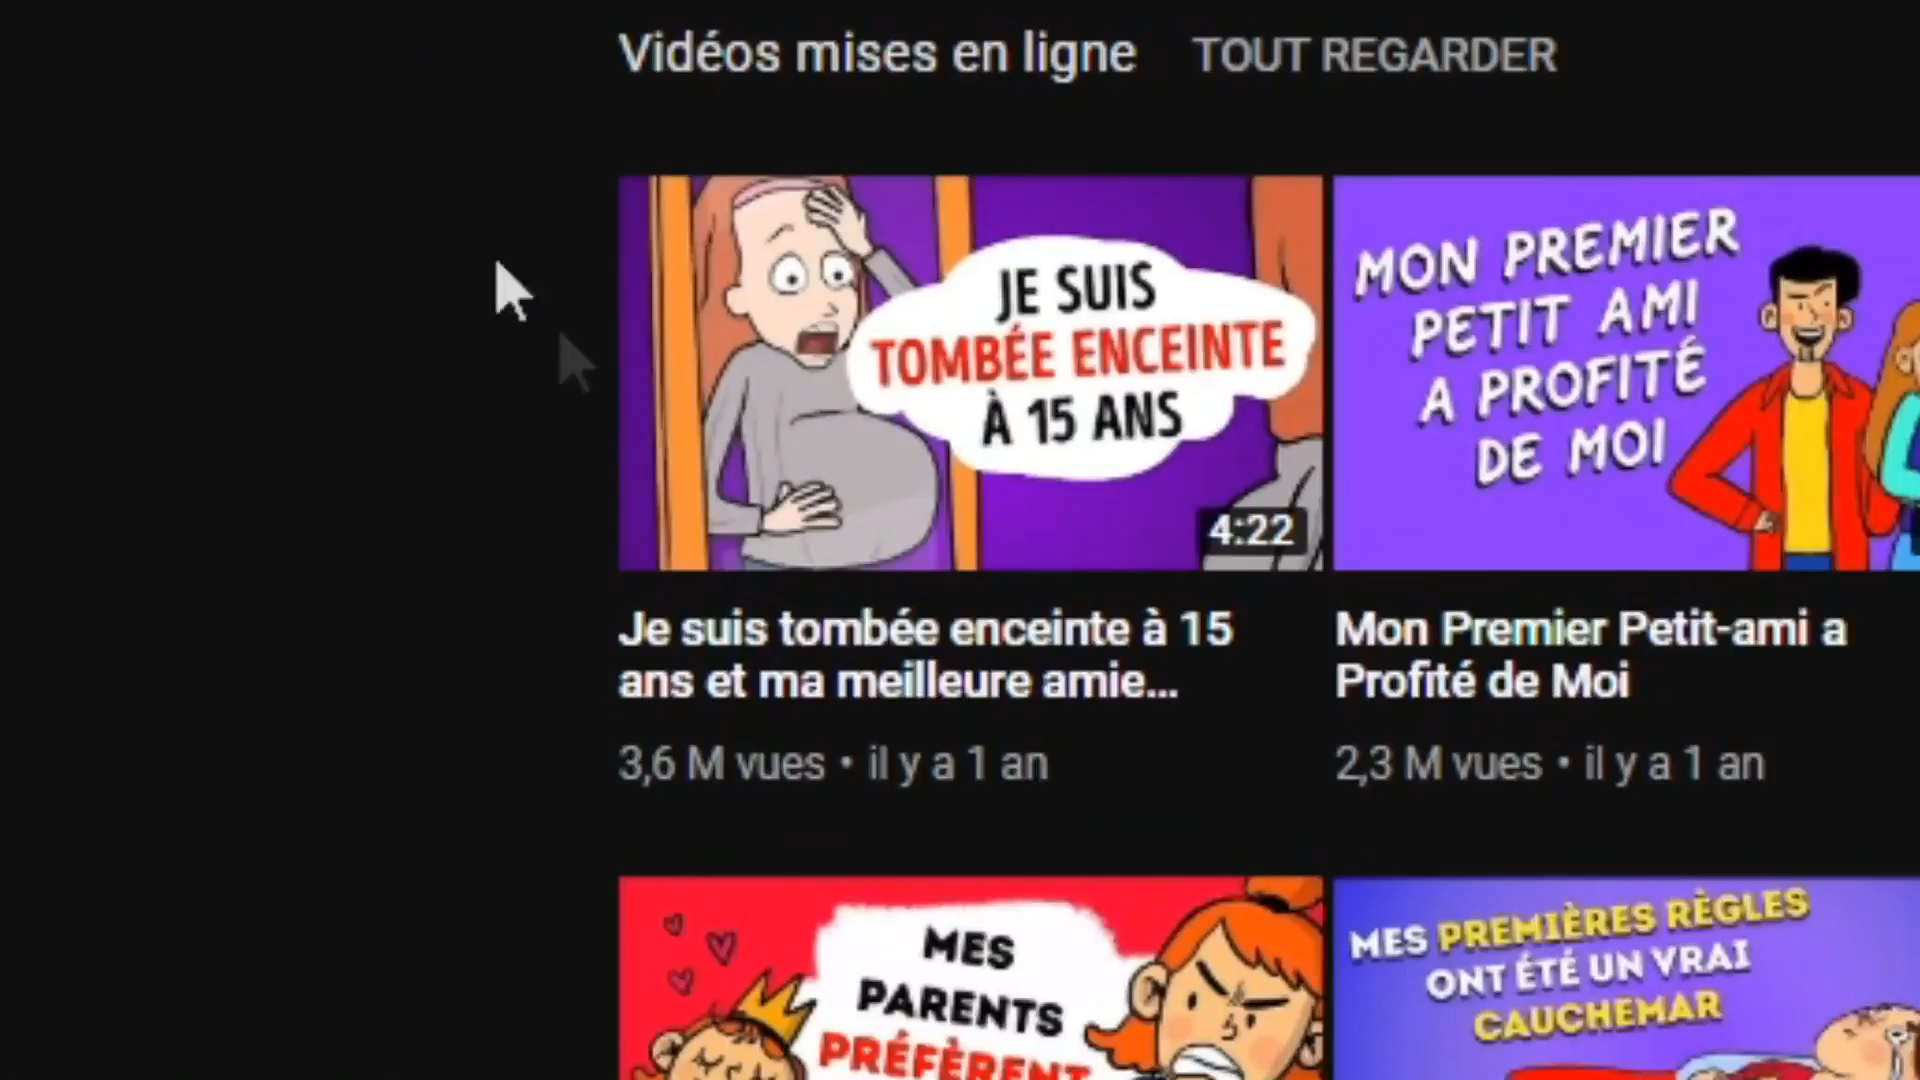 Vidéos mises en ligne TOUT REGARDER
JE SUIS
TOMBÉE ENCEINTE
À 15 ANS
4:22
MON PREMIER
PETIT AMI
A PROFITÉ
DE MOI
Je suis tombée enceinte à 15
ans et ma meilleure amie...
3,6 M vues • il y a 1 an
Mon Premier Petit-ami a
Profité de Moi
2,3 M vues • il y a 1 an
MES
PARENTS
PRÉFÈRENT
MES PREMIÈRES RÈGLES
ONT ÉTÉ UN VRAI
CAUCHEMAR